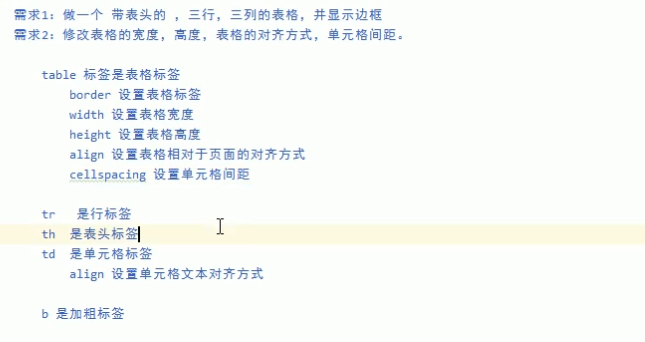 需求1：做一个 带表头的 ，三行，三列的表格，并显示边框
需求2：修改表格的宽度，高度，表格的对齐方式，单元格间距。
table 标签是表格标签
border 设置表格标签
width 设置表格宽度
height 设置表格高度
align 设置表格相对于页面的对齐方式
cellspacing 设置单元格间距
tr 是行标签
th 是表头标签
td 是单元格标签
align 设置单元格文本对齐方式
b 是加粗标签